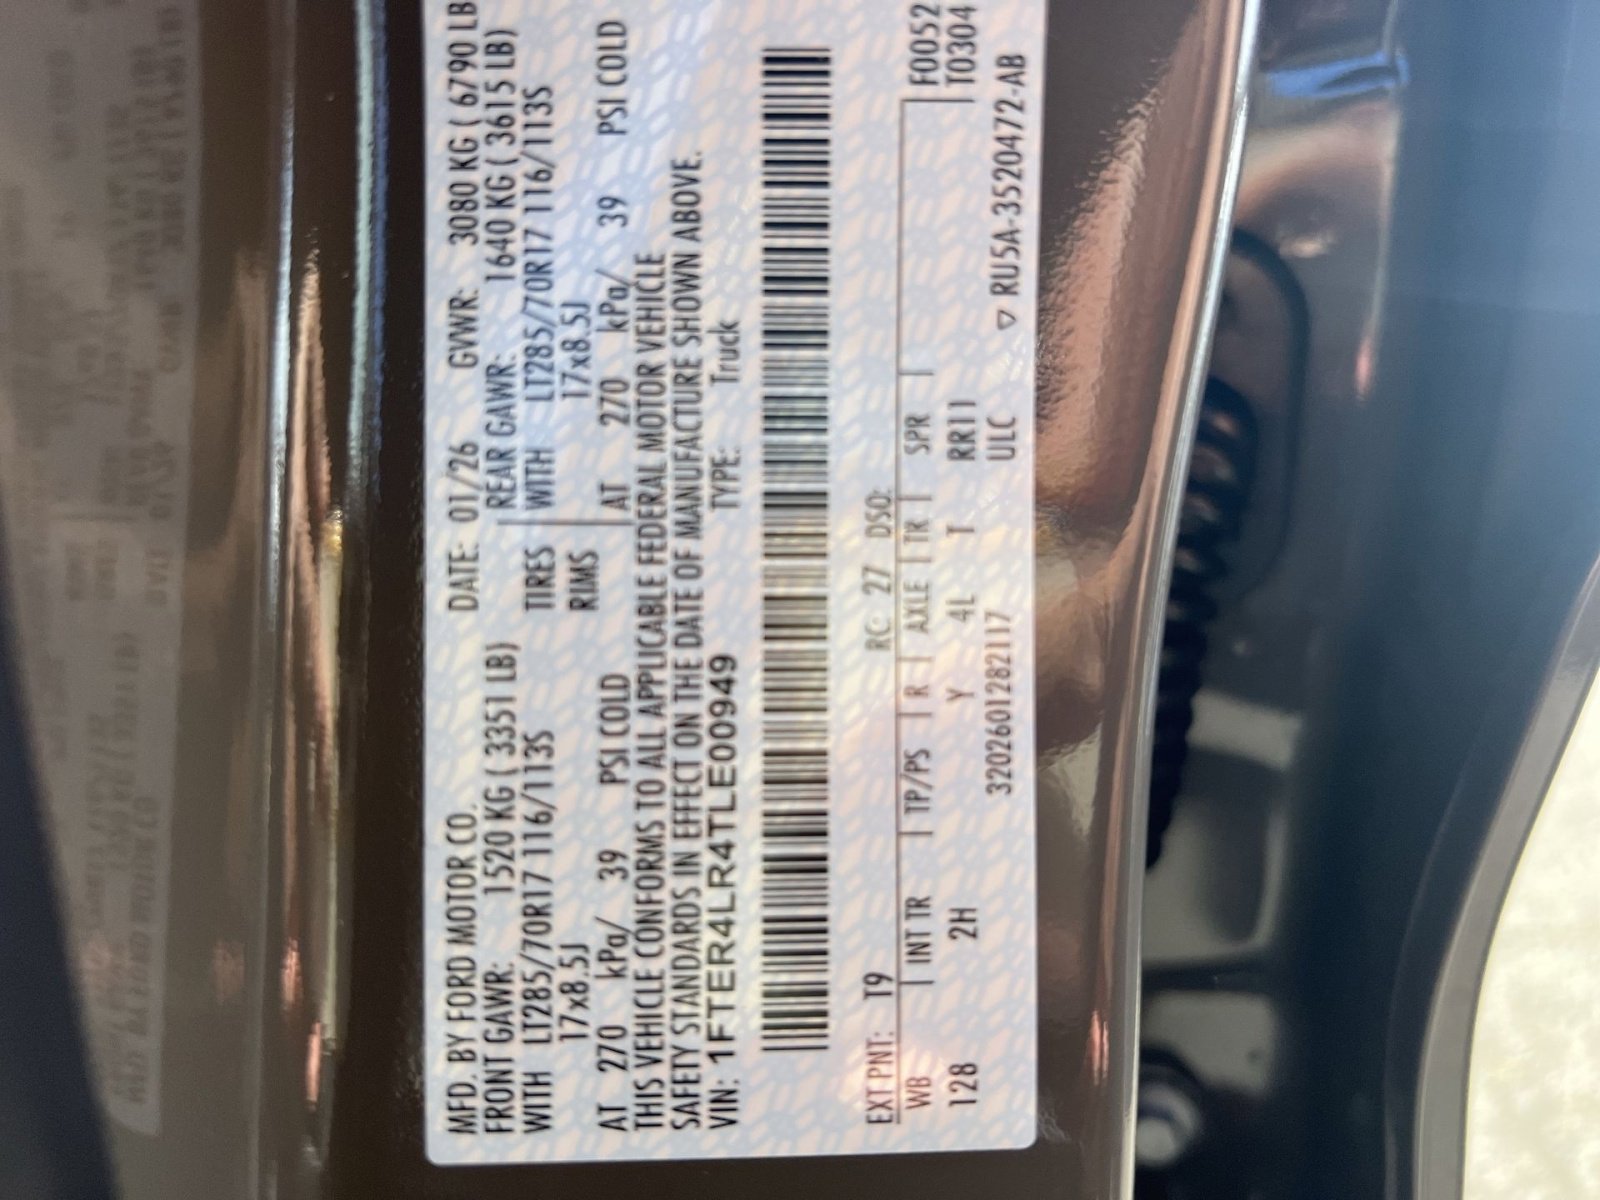 MFD. BY FORD MOTOR CO. DATE: 01/26 GVWR: 3080 KG ( 6790 LB
FRONT GAWR: 1520 KG ( 3351 LB) REAR GAWR: 1640 KG ( 3615 LB)
WITH LT285/70R17 116/113S TIRES WITH LT285/70R17 116/113S
17x8.5J RIMS 17x8.5J
AT 270 kPa/ 39 PSI COLD AT 270 kPa/ 39 PSI COLD
THIS VEHICLE CONFORMS TO ALL APPLICABLE FEDERAL MOTOR VEHICLE
SAFETY STANDARDS IN EFFECT ON THE DATE OF MANUFACTURE SHOWN ABOVE.
VIN: 1FTER4LR4TLE00949 TYPE: Truck
EXT PNT: T9 RC: 27 DSO:
WB | INT TR | TP/PS | R | AXLE | TR | SPR | F0052
128 2H Y 4L T RR11 T0304
3202601282117 ULC ▽ RU5A-3520472-AB